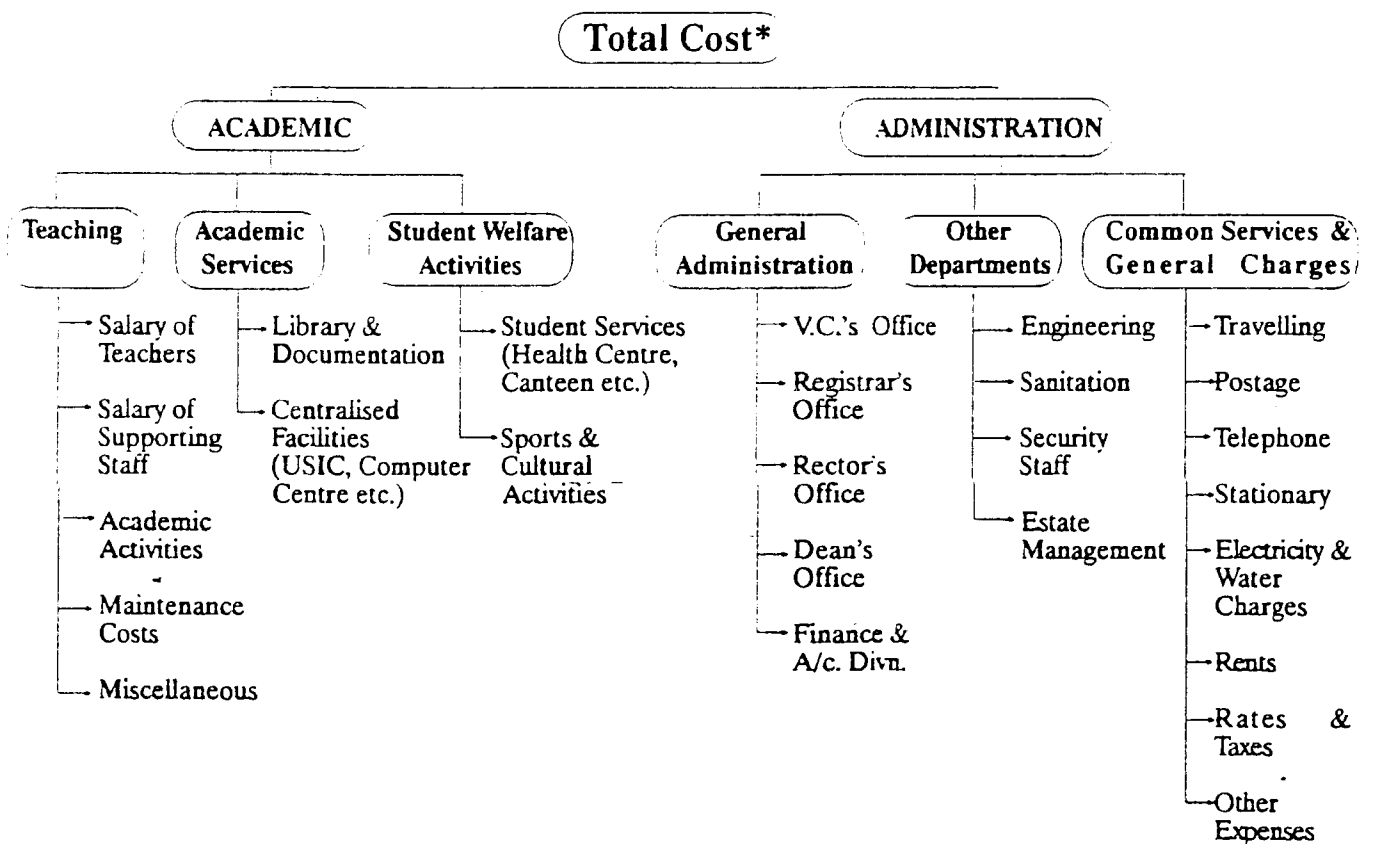 Total Cost*
ACADEMIC
ADMINISTRATION
Teaching
Academic
Services
Student Welfare
Activities
General
Administration
Other
Departments
Common Services &
General Charges
Salary of
Teachers
Salary of
Supporting
Staff
Academic
Activities
Maintenance
Costs
Miscellaneous
Library &
Documentation
Centralised
Facilities
(USIC, Computer
Centre etc.)
Student Services
(Health Centre,
Canteen etc.)
Sports &
Cultural
Activities
V.C.'s Office
Registrar's
Office
Rector's
Office
Dean's
Office
Finance &
A/c. Divn.
Engineering
Sanitation
Security
Staff
Estate
Management
Travelling
Postage
Telephone
Stationary
Electricity &
Water
Charges
Rents
Rates &
Taxes
Other
Expenses